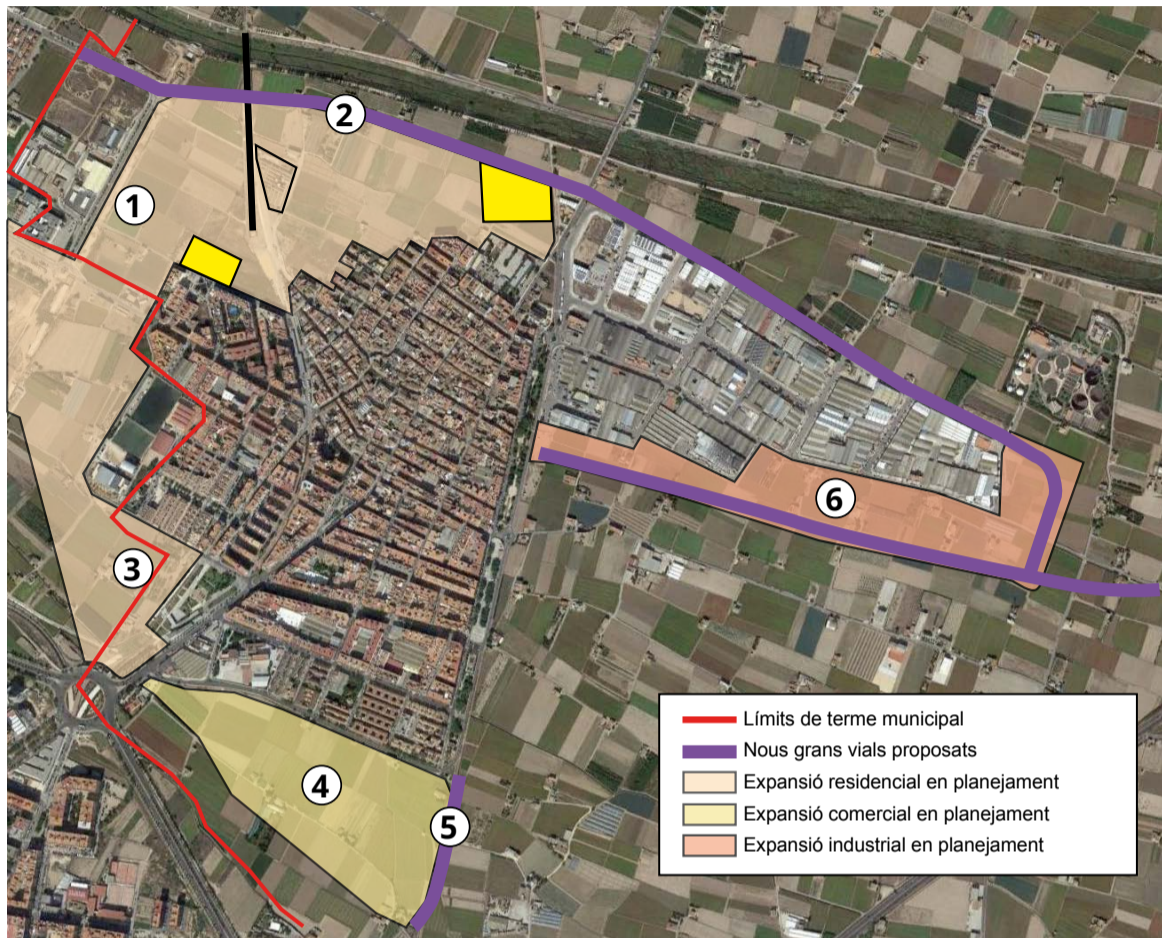 2
1
3
6
4
5
Límits de terme municipal
Nous grans vials proposats
Expansió residencial en planejament
Expansió comercial en planejament
Expansió industrial en planejament